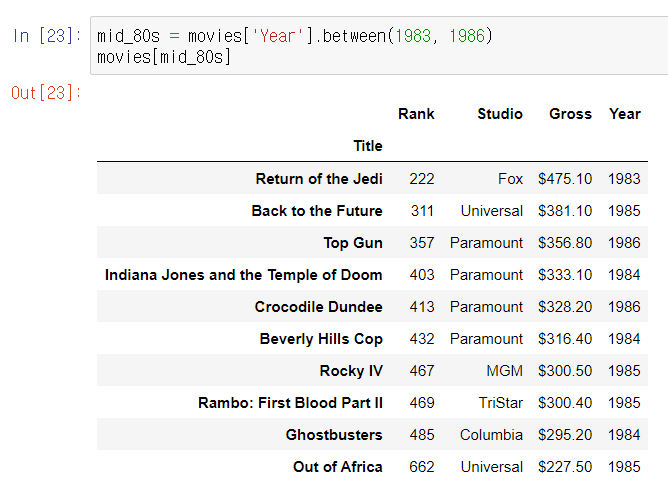 In [23]: mid_80s = movies['Year'].between(1983, 1986)
movies[mid_80s]
Out[23]:
Rank Studio Gross Year
Title
Return of the Jedi 222 Fox $475.10 1983
Back to the Future 311 Universal $381.10 1985
Top Gun 357 Paramount $356.80 1986
Indiana Jones and the Temple of Doom 403 Paramount $333.10 1984
Crocodile Dundee 413 Paramount $328.20 1986
Beverly Hills Cop 432 Paramount $316.40 1984
Rocky IV 467 MGM $300.50 1985
Rambo: First Blood Part II 469 TriStar $300.40 1985
Ghostbusters 485 Columbia $295.20 1984
Out of Africa 662 Universal $227.50 1985